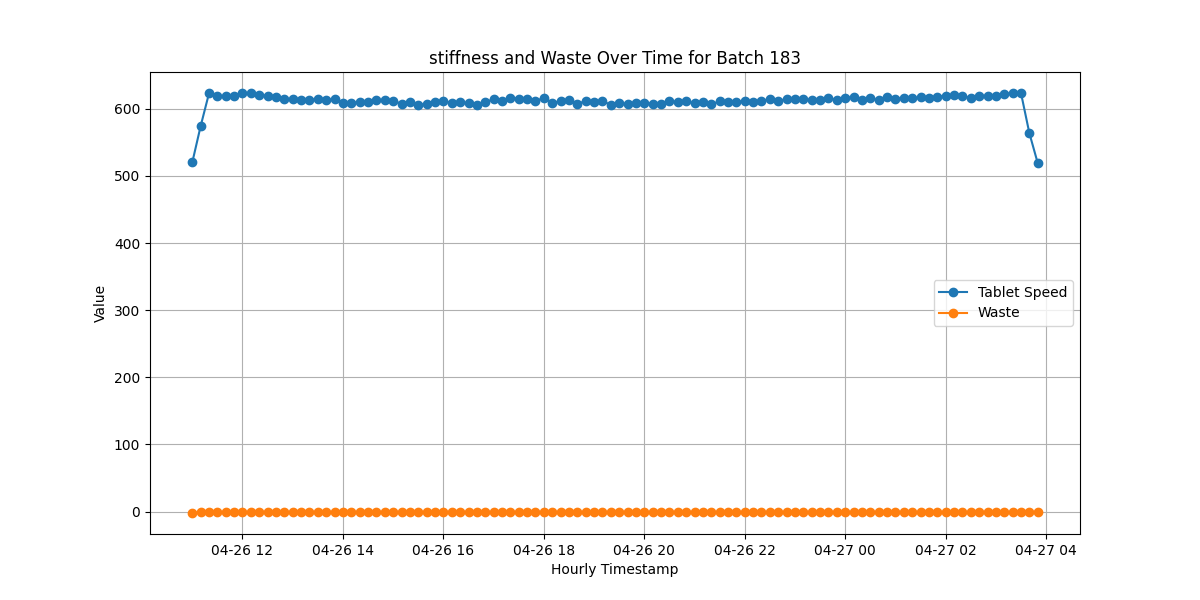 stiffness and Waste Over Time for Batch 183
600
500
400
300
200
100
0
Value
Tablet Speed
Waste
04-26 12 04-26 14 04-26 16 04-26 18 04-26 20 04-26 22 04-27 00 04-27 02 04-27 04
Hourly Timestamp